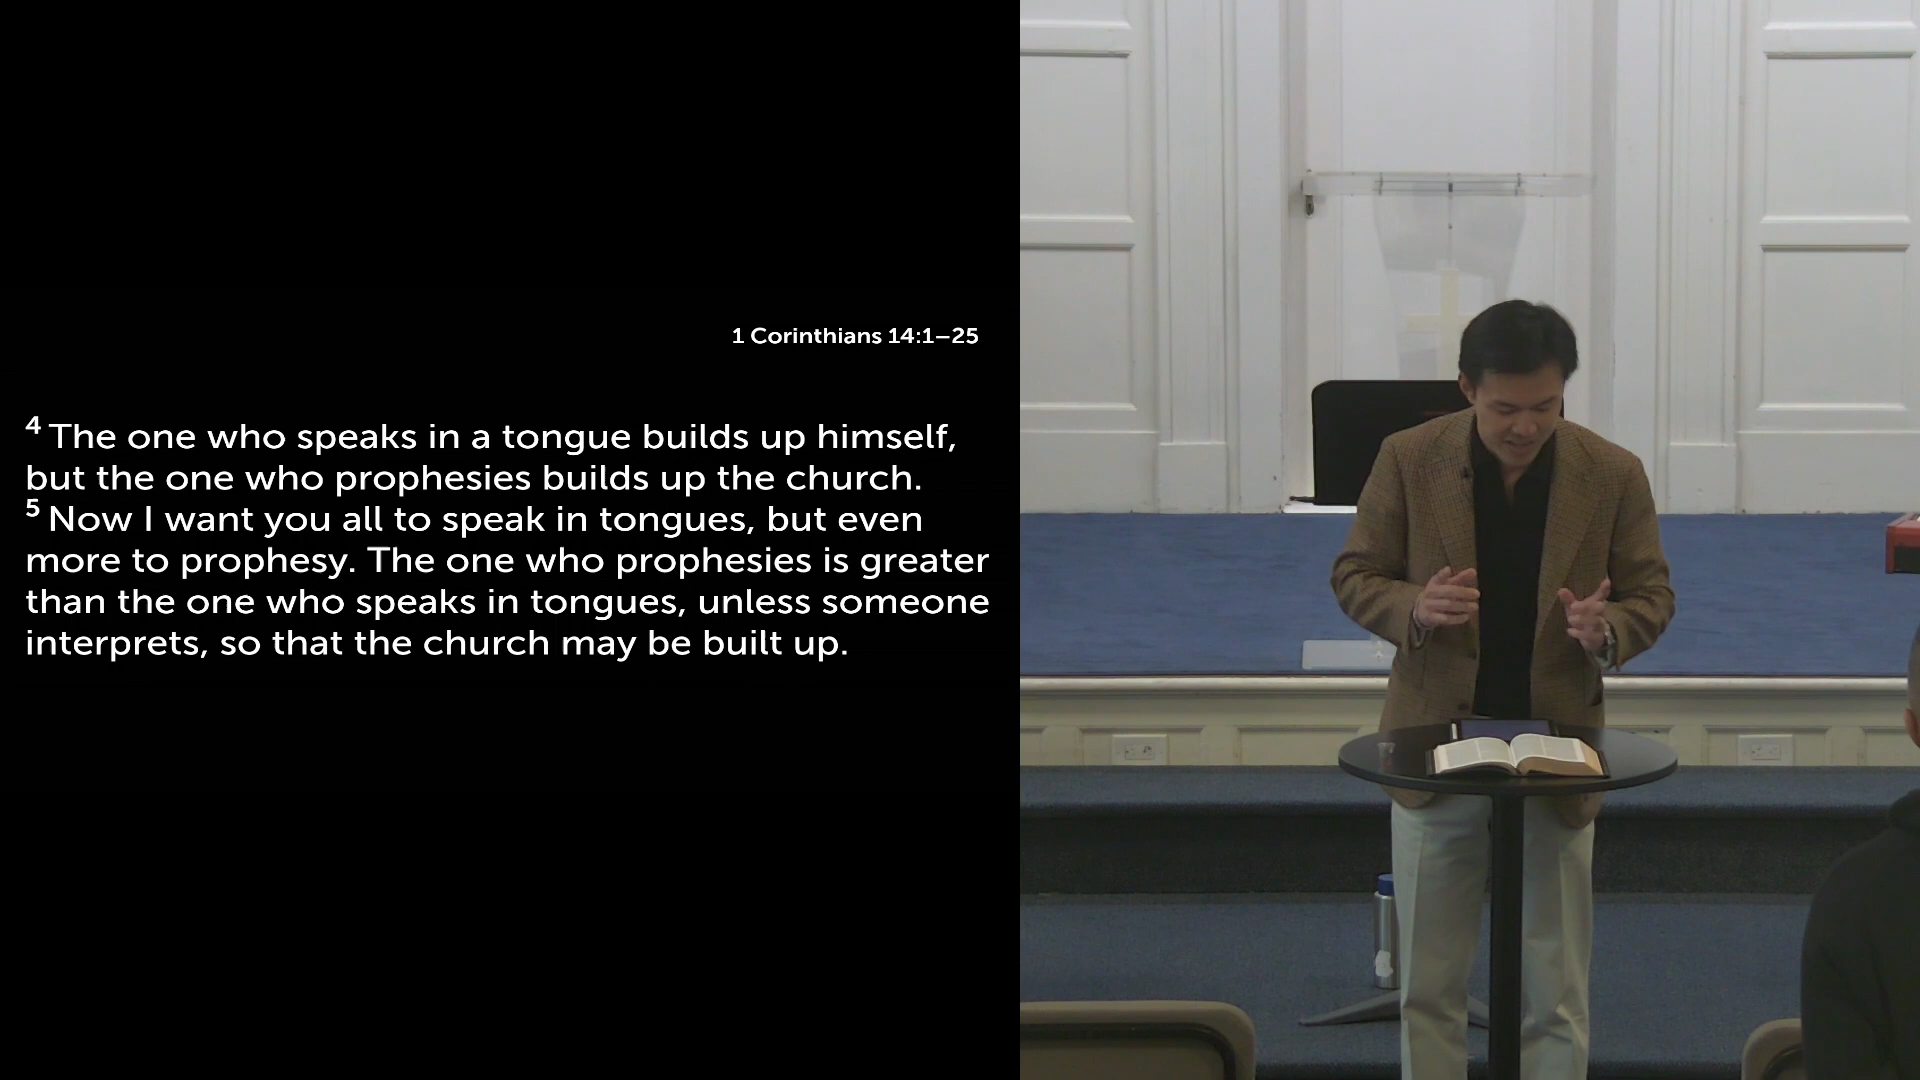 1 Corinthians 14:1–25
4 The one who speaks in a tongue builds up himself,
but the one who prophesies builds up the church.
5 Now I want you all to speak in tongues, but even
more to prophesy. The one who prophesies is greater
than the one who speaks in tongues, unless someone
interprets, so that the church may be built up.